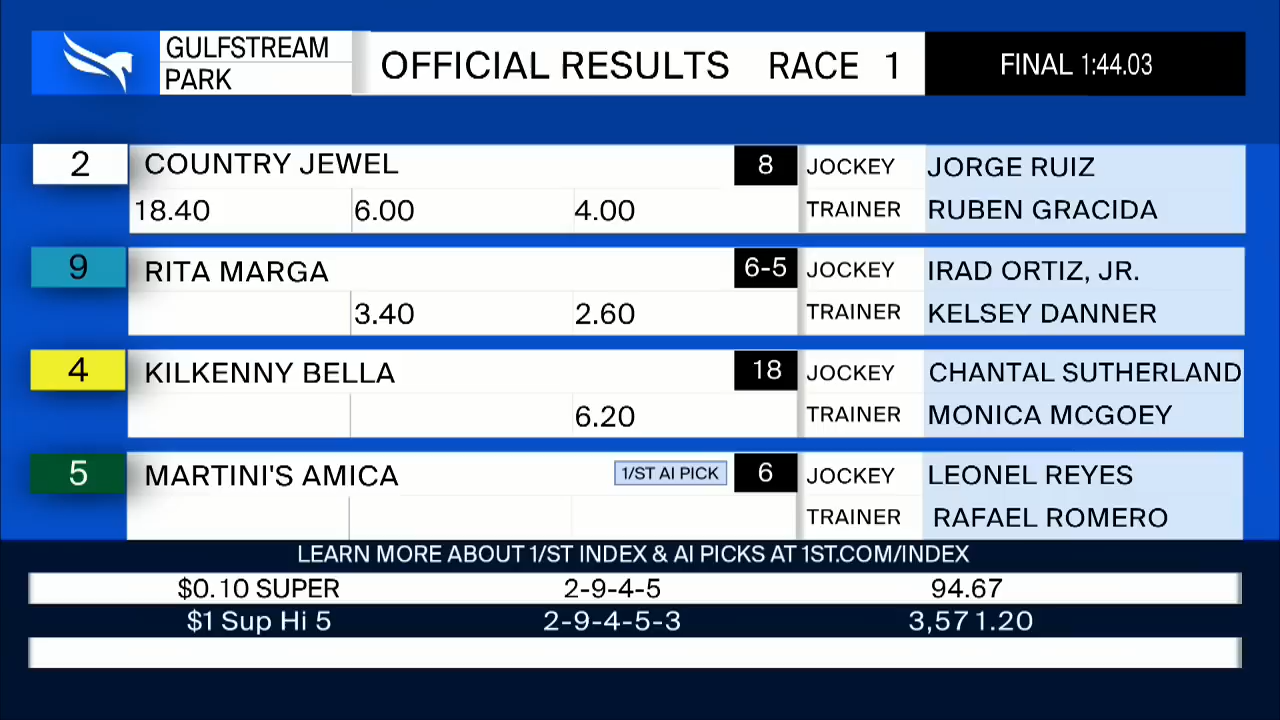 GULFSTREAM
PARK
OFFICIAL RESULTS RACE 1
FINAL 1:44.03
2 COUNTRY JEWEL 8 JOCKEY JORGE RUIZ
18.40 6.00 4.00 TRAINER RUBEN GRACIDA
9 RITA MARGA 6-5 JOCKEY IRAD ORTIZ, JR.
3.40 2.60 TRAINER KELSEY DANNER
4 KILKENNY BELLA 18 JOCKEY CHANTAL SUTHERLAND
6.20 TRAINER MONICA MCGOEY
5 MARTINI'S AMICA 1/ST AI PICK 6 JOCKEY LEONEL REYES
TRAINER RAFAEL ROMERO
LEARN MORE ABOUT 1/ST INDEX & AI PICKS AT 1ST.COM/INDEX
$0.10 SUPER 2-9-4-5 94.67
$1 Sup Hi 5 2-9-4-5-3 3,571.20